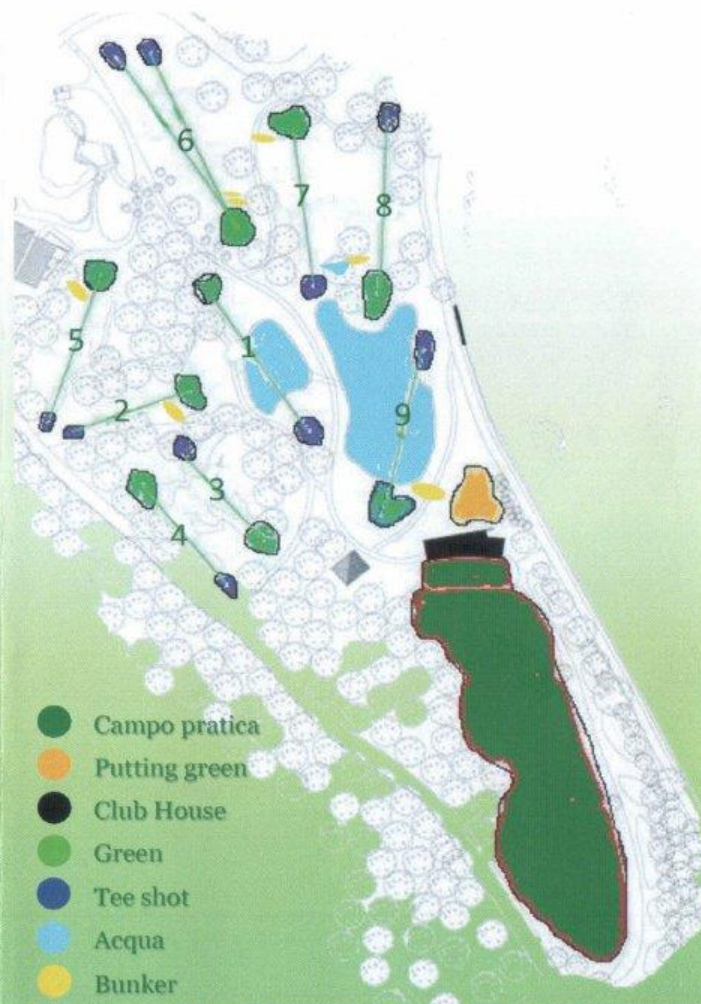 6
7
8
1
5
2
9
3
4
Campo pratica
Putting green
Club House
Green
Tee shot
Acqua
Bunker